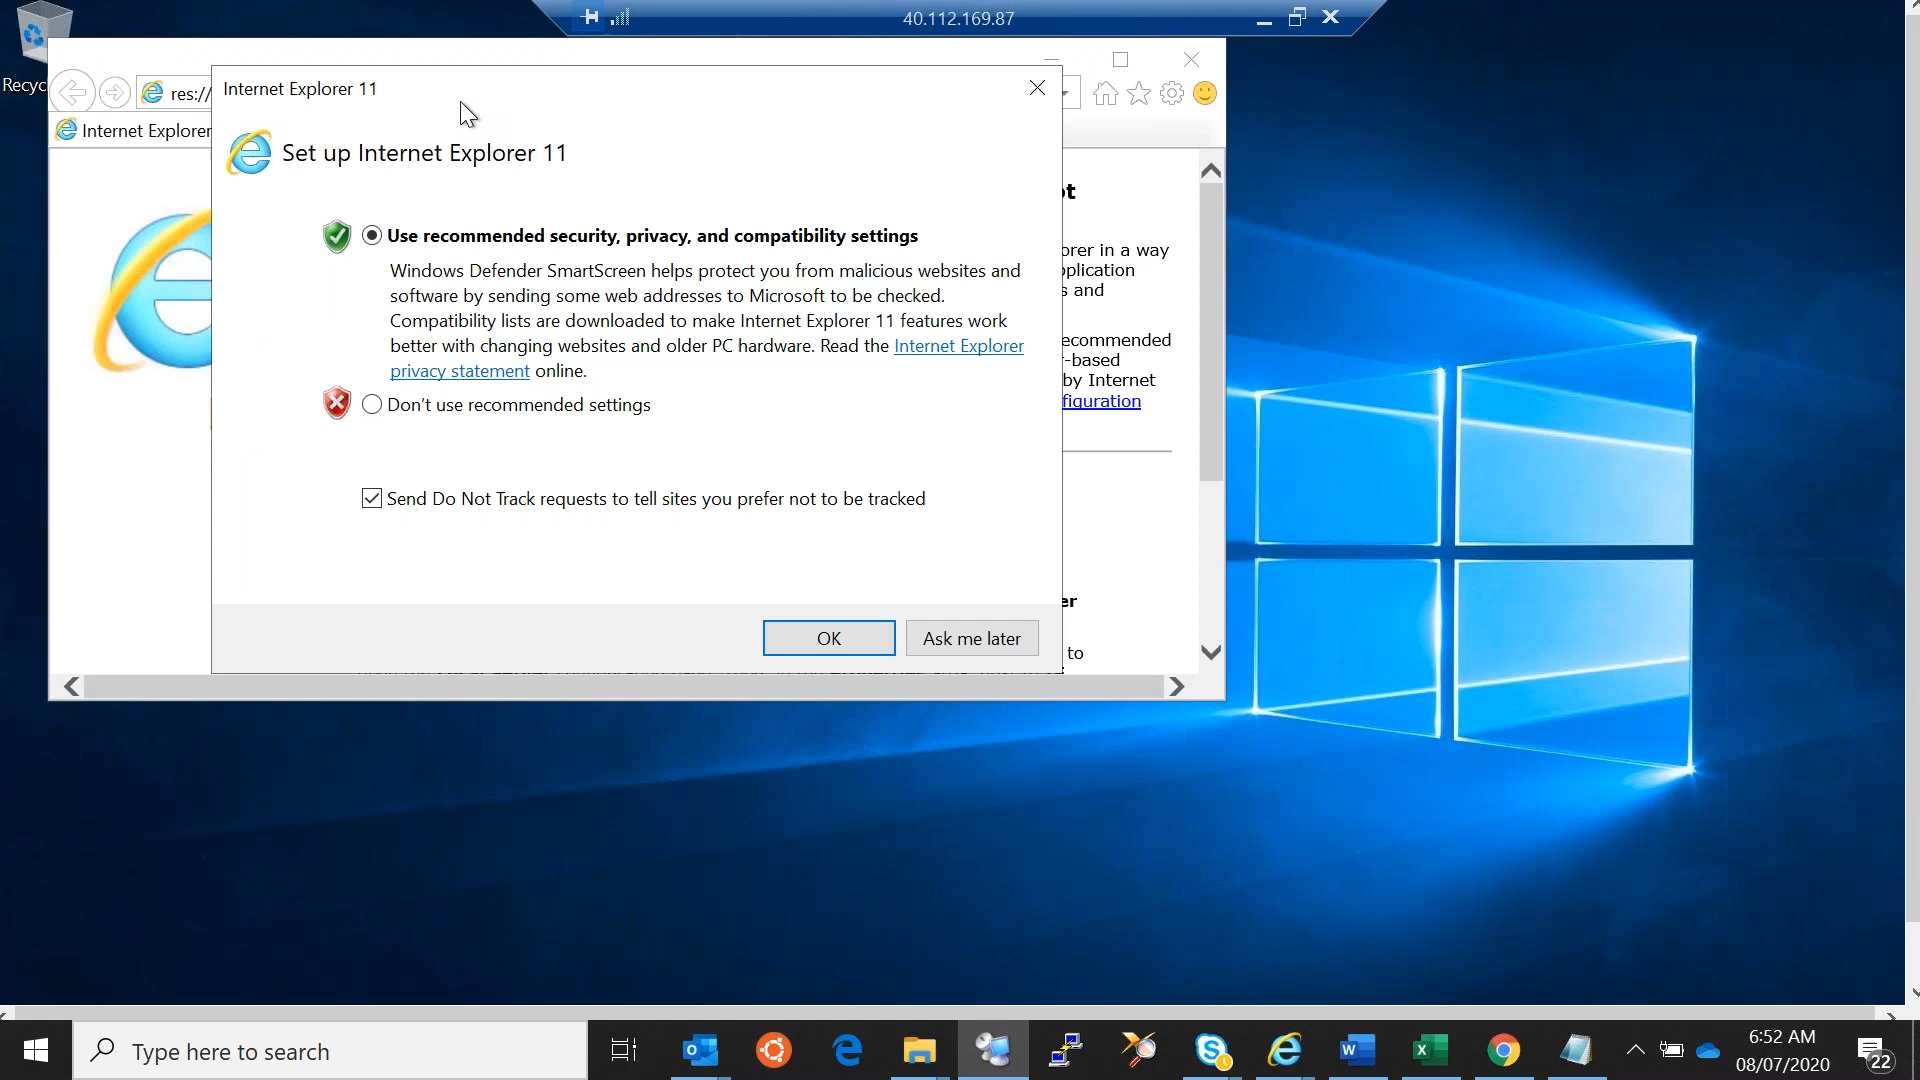 40.112.169.87
Recyc
res://
Internet Explorer
Internet Explorer 11
Set up Internet Explorer 11
Use recommended security, privacy, and compatibility settings
Windows Defender SmartScreen helps protect you from malicious websites and
software by sending some web addresses to Microsoft to be checked.
Compatibility lists are downloaded to make Internet Explorer 11 features work
better with changing websites and older PC hardware. Read the Internet Explorer
privacy statement online.
Don't use recommended settings
Send Do Not Track requests to tell sites you prefer not to be tracked
OK
Ask me later
ot
orer in a way
plication
s and
ecommended
r-based
by Internet
figuration
er
to
Type here to search
6:52 AM
08/07/2020
22